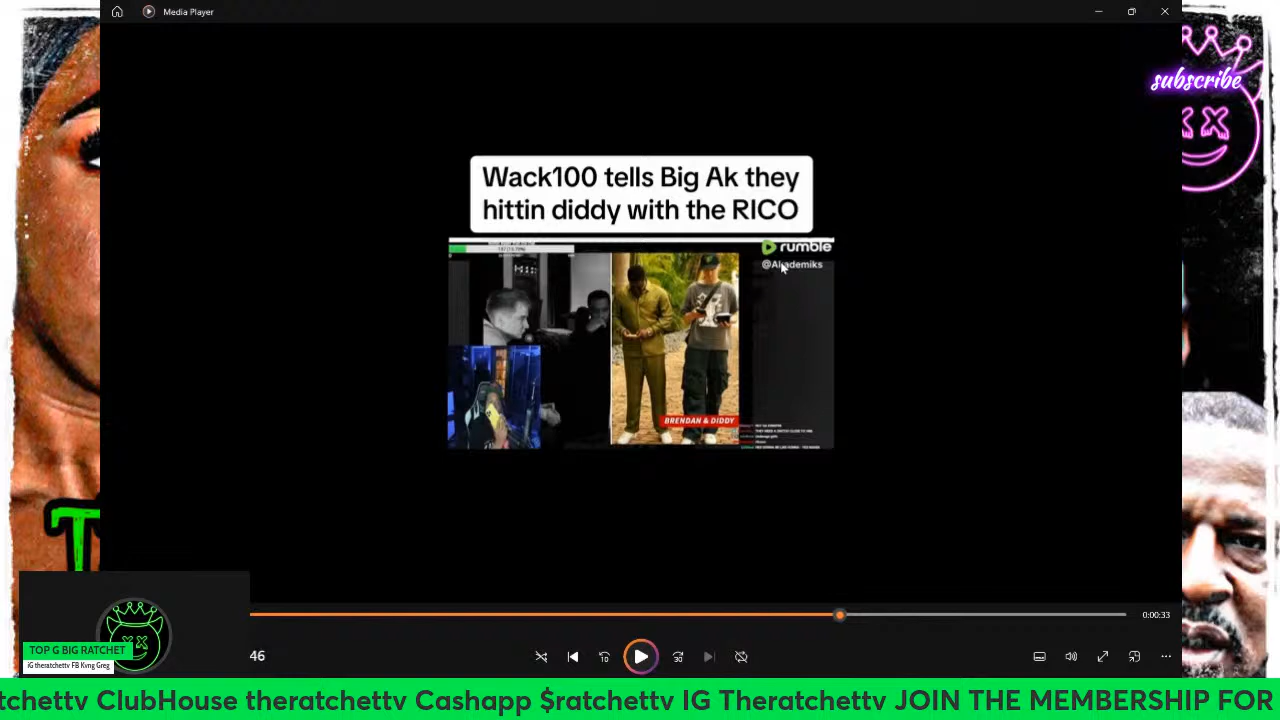 Media Player
subscribe
Wack100 tells Big Ak they
hittin diddy with the RICO
rumble
@Akademiks
BRENDAN & DIDDY
0:00:33
46
10
30
TOP G BIG RATCHET
iG theratchettv FB Kvng Greg
tchettv ClubHouse theratchettv Cashapp $ratchettv IG Theratchettv JOIN THE MEMBERSHIP FOR